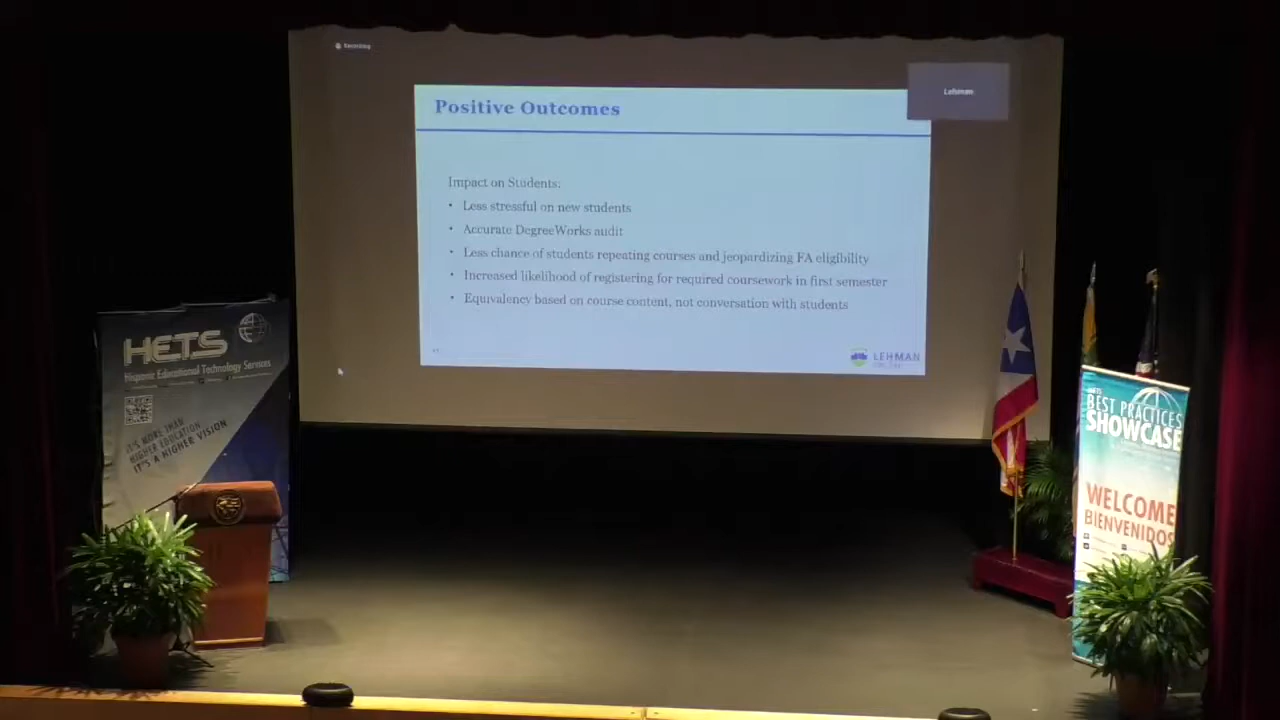 Recording
Lehman
Positive Outcomes
Impact on Students:
• Less stressful on new students
• Accurate DegreeWorks audit
• Less chance of students repeating courses and jeopardizing FA eligibility
• Increased likelihood of registering for required coursework in first semester
• Equivalency based on course content, not conversation with students
LEHMAN
HETS
Hispanic Educational Technology Services
IT'S MORE THAN
HIGHER EDUCATION
IT'S A HIGHER VISION
HETS
BEST PRACTICES
SHOWCASE
WELCOME
BIENVENIDOS